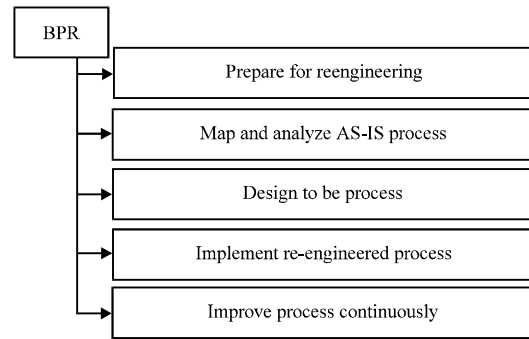 BPR
Prepare for reengineering
Map and analyze AS-IS process
Design to be process
Implement re-engineered process
Improve process continuously